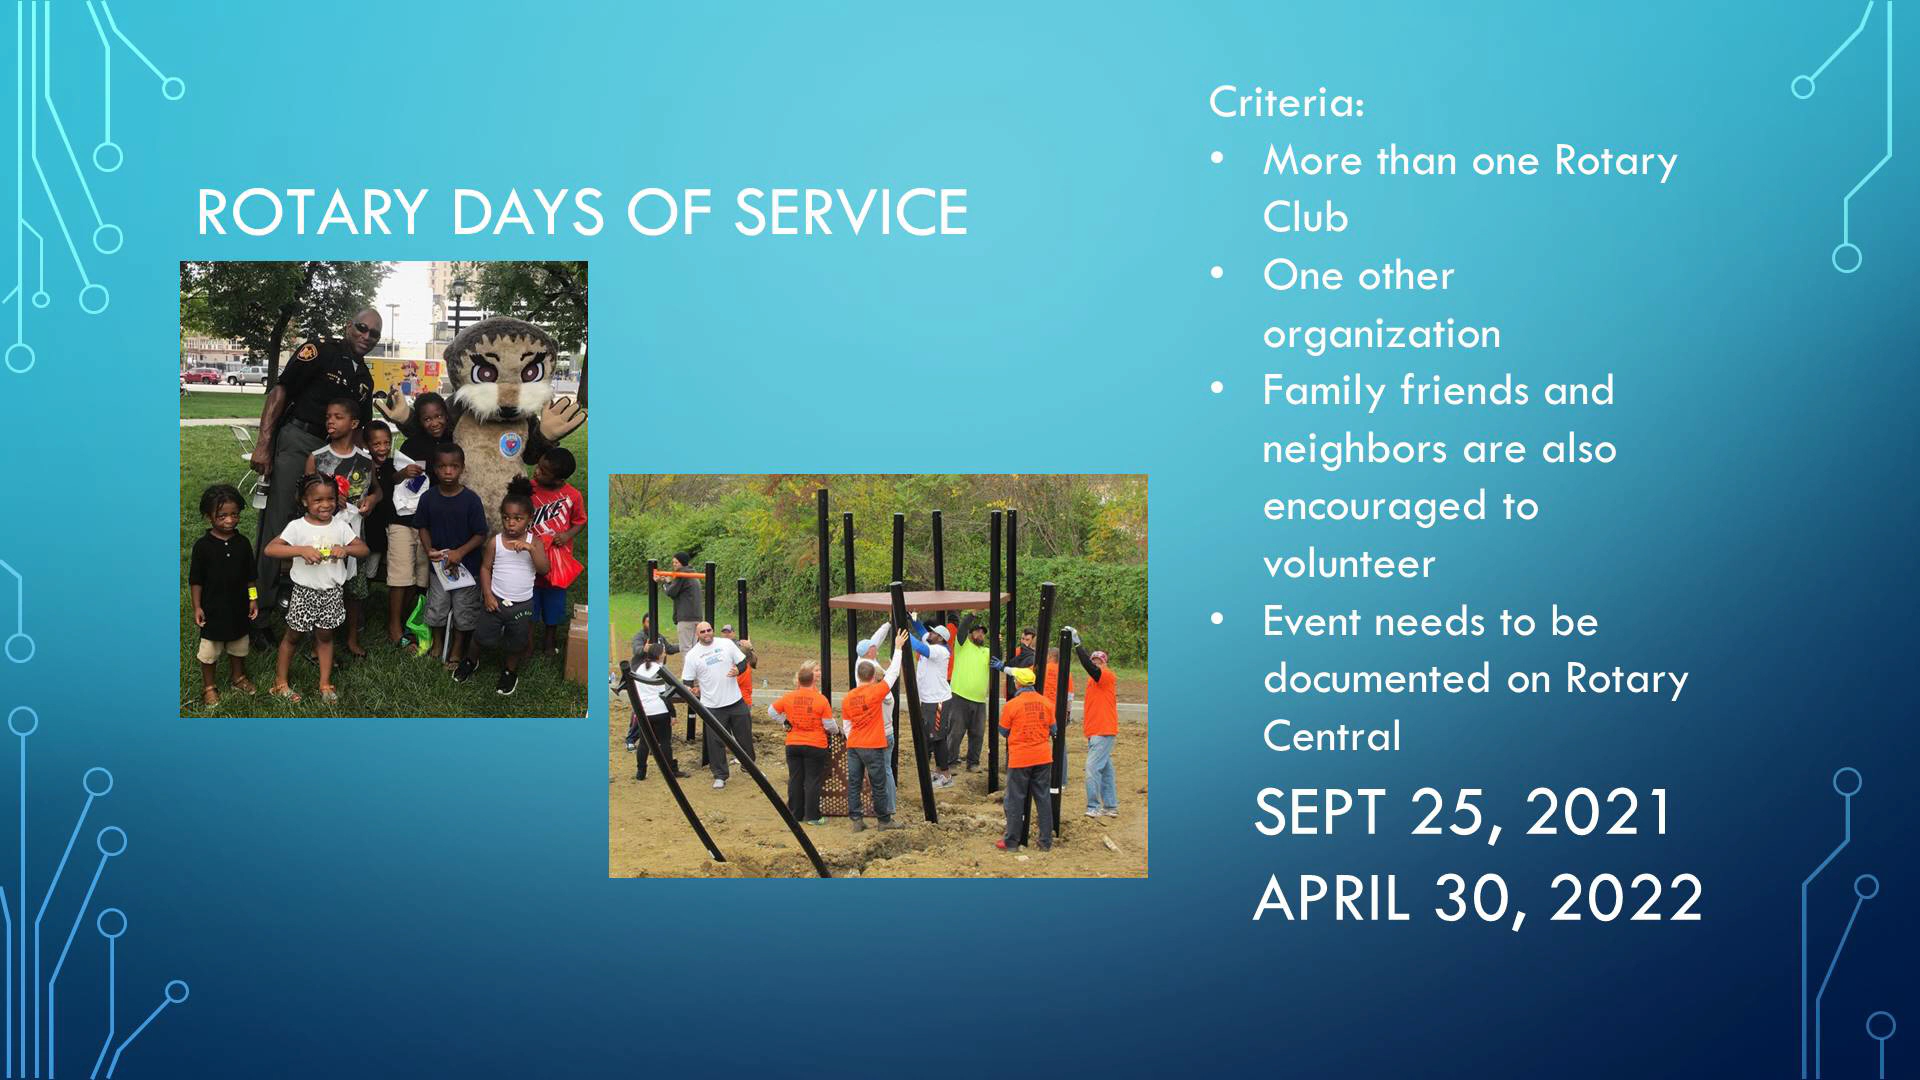 ROTARY DAYS OF SERVICE
Criteria:
• More than one Rotary
Club
• One other
organization
• Family friends and
neighbors are also
encouraged to
volunteer
• Event needs to be
documented on Rotary
Central
SEPT 25, 2021
APRIL 30, 2022